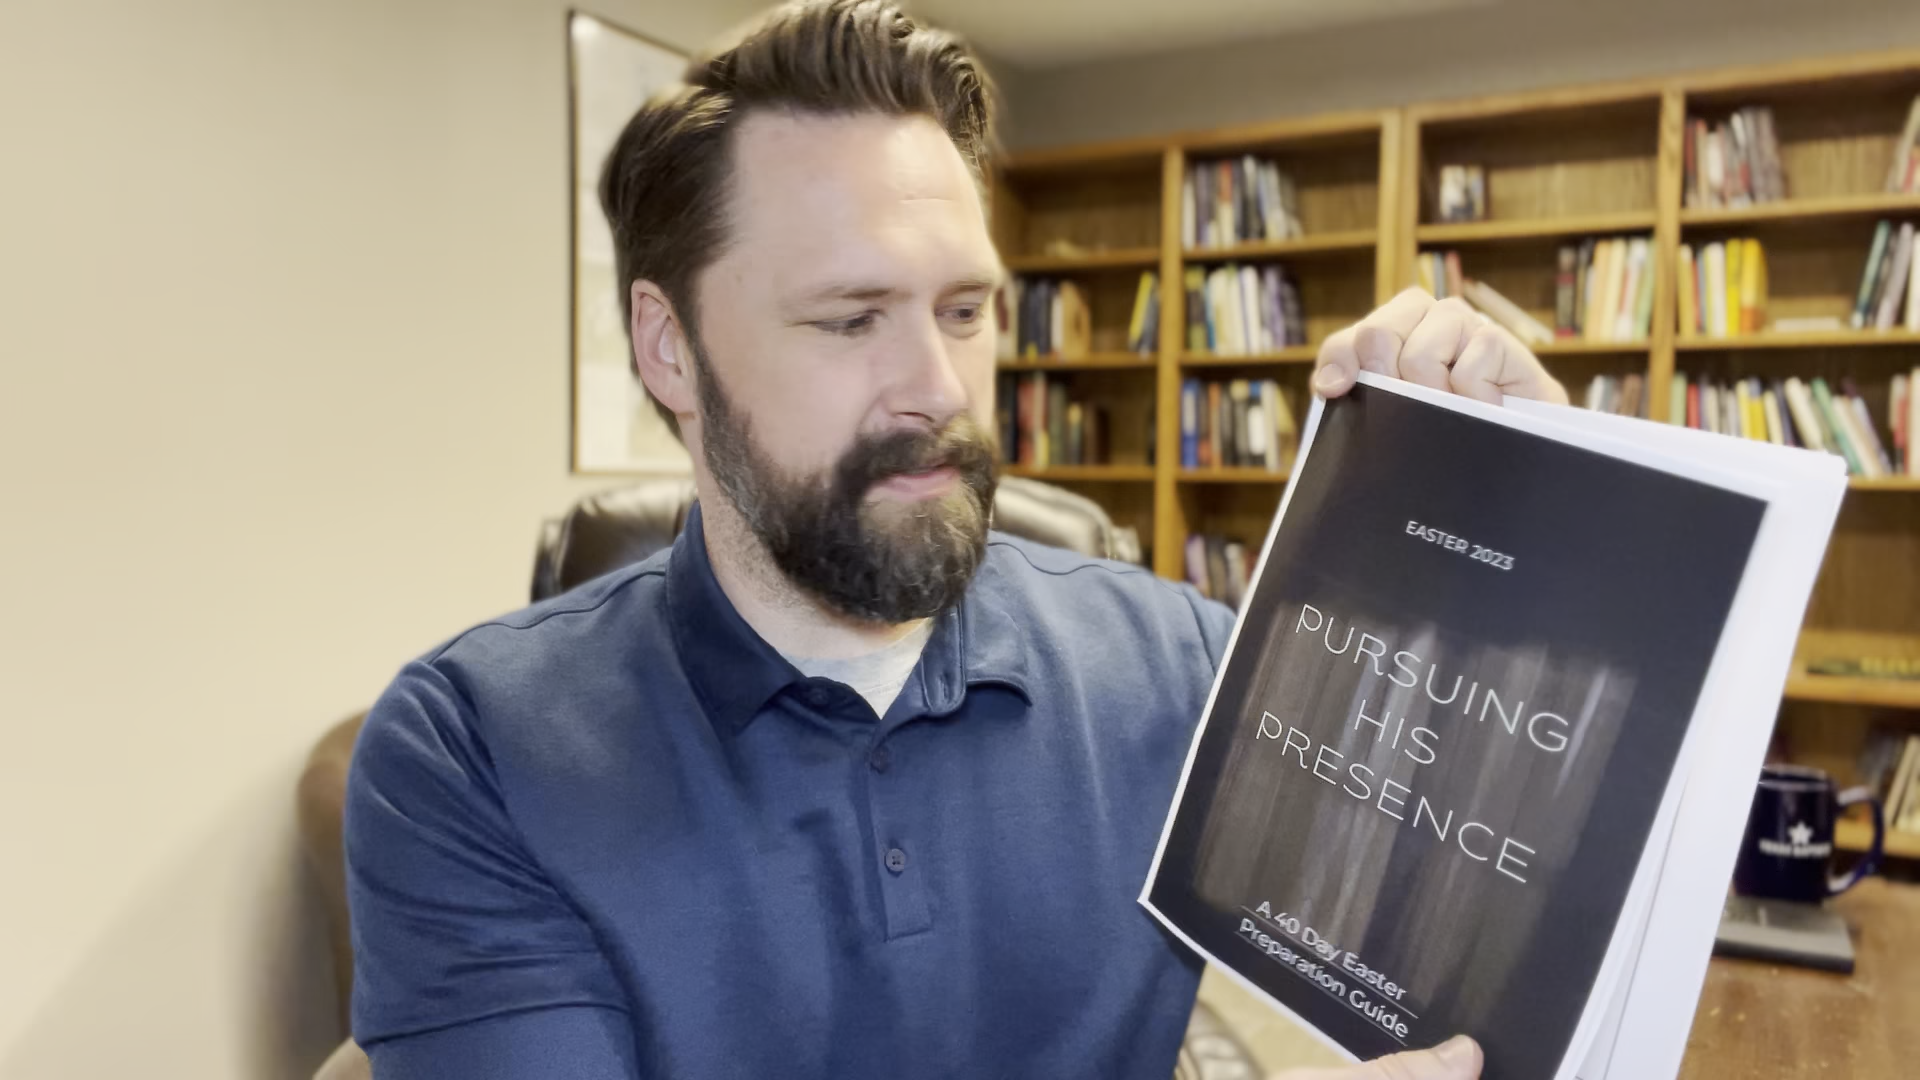 EASTER 2023
PURSUING
HIS
PRESENCE
A 40 Day Easter
Preparation Guide